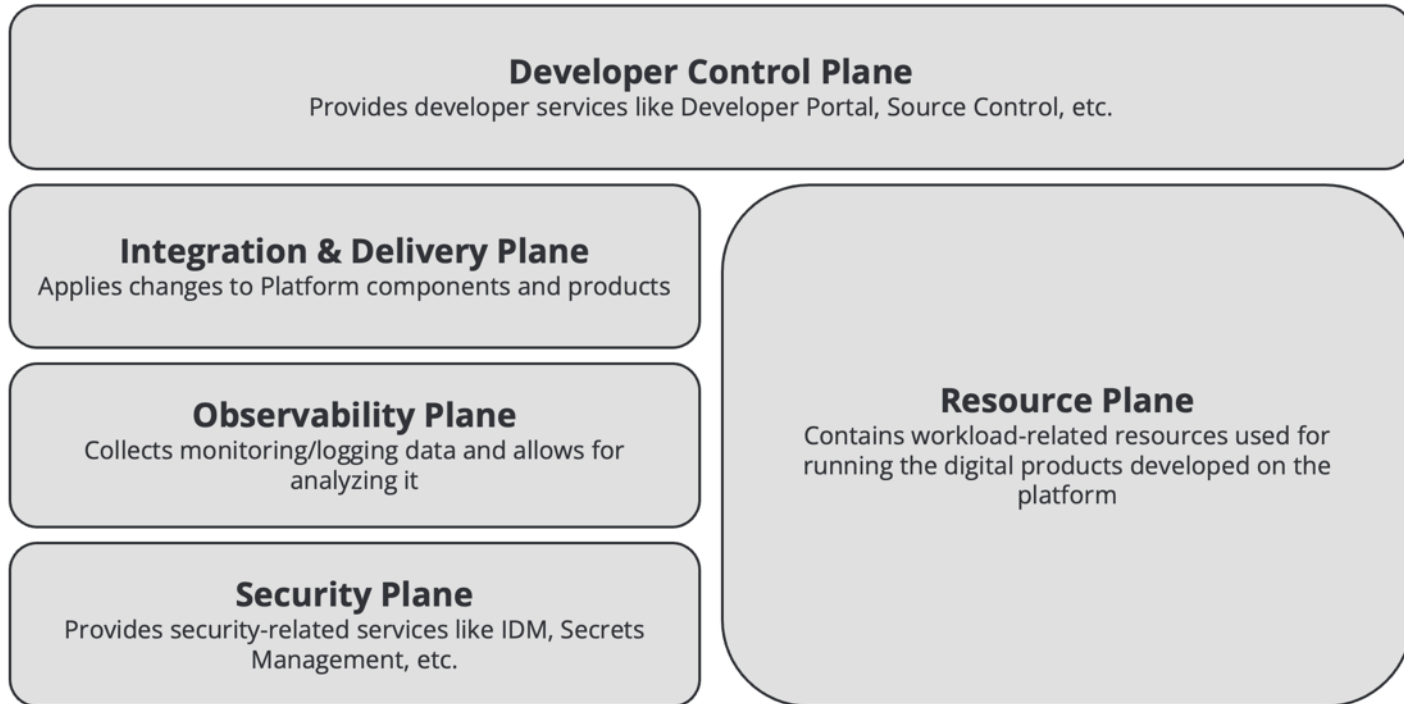 Developer Control Plane
Provides developer services like Developer Portal, Source Control, etc.
Integration & Delivery Plane
Applies changes to Platform components and products
Observability Plane
Collects monitoring/logging data and allows for
analyzing it
Security Plane
Provides security-related services like IDM, Secrets
Management, etc.
Resource Plane
Contains workload-related resources used for
running the digital products developed on the
platform